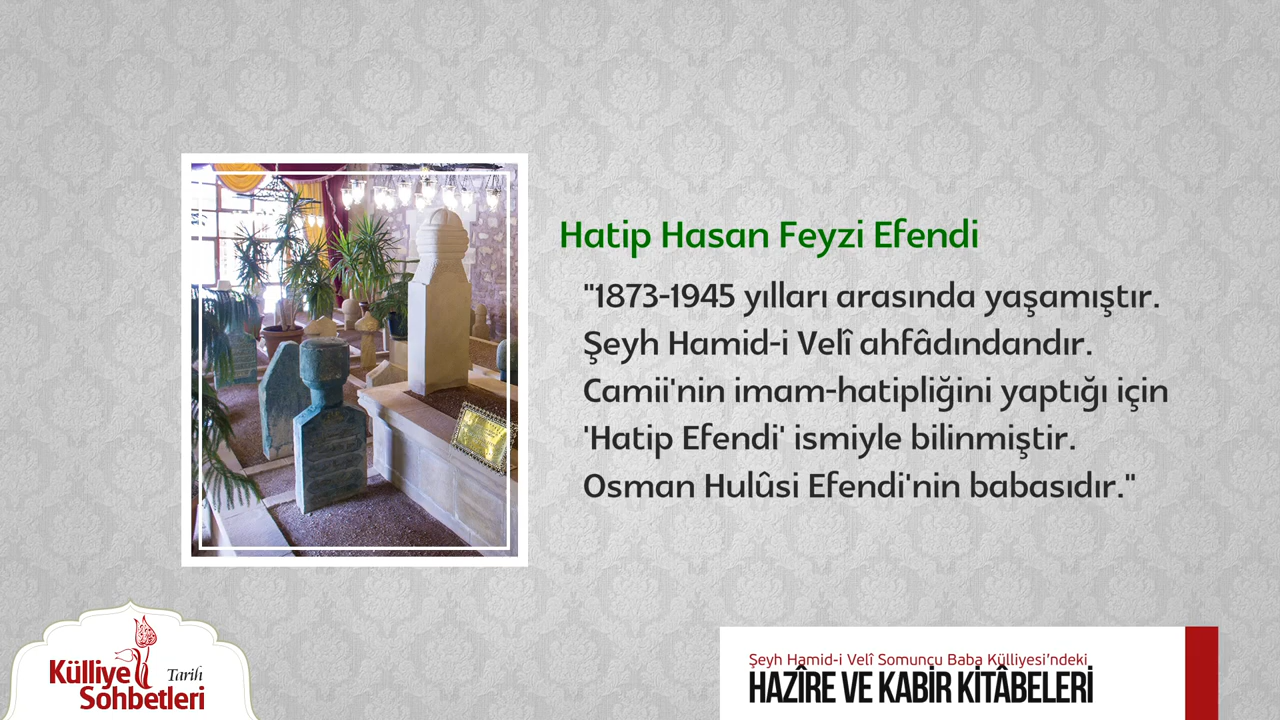 Hatip Hasan Feyzi Efendi
"1873-1945 yılları arasında yaşamıştır.
Şeyh Hamid-i Velî ahfâdındandır.
Camii'nin imam-hatipliğini yaptığı için
'Hatip Efendi' ismiyle bilinmiştir.
Osman Hulûsi Efendi'nin babasıdır."
Külliye Tarih
Sohbetleri
Şeyh Hamid-i Velî Somuncu Baba Külliyesi'ndeki
HAZÎRE VE KABİR KİTÂBELERİ